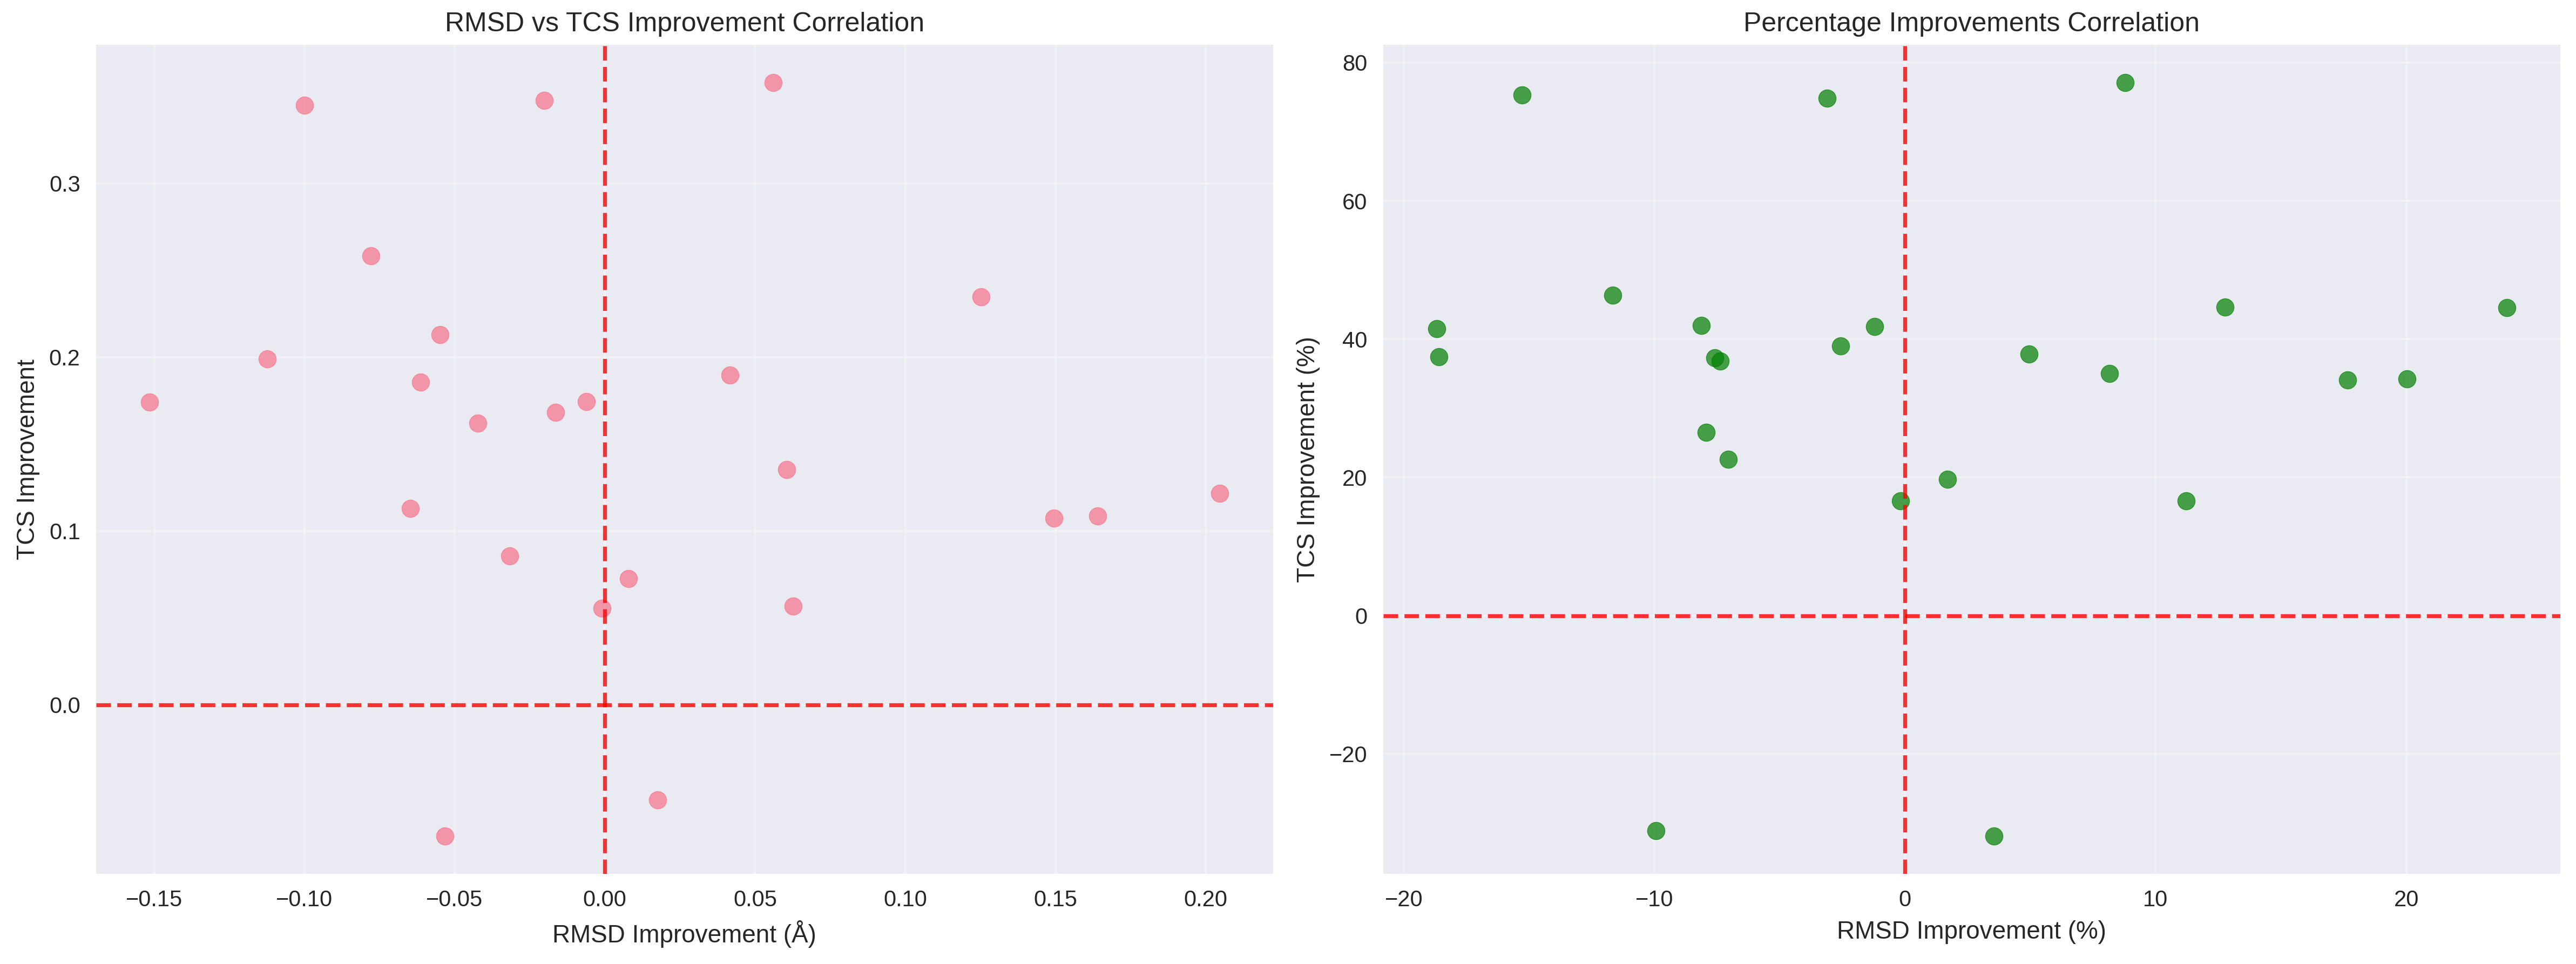 RMSD vs TCS Improvement Correlation
TCS Improvement
0.3
0.2
0.1
0.0
−0.15 −0.10 −0.05 0.00 0.05 0.10 0.15 0.20
RMSD Improvement (Å)
Percentage Improvements Correlation
TCS Improvement (%)
80
60
40
20
0
−20
−20 −10 0 10 20
RMSD Improvement (%)